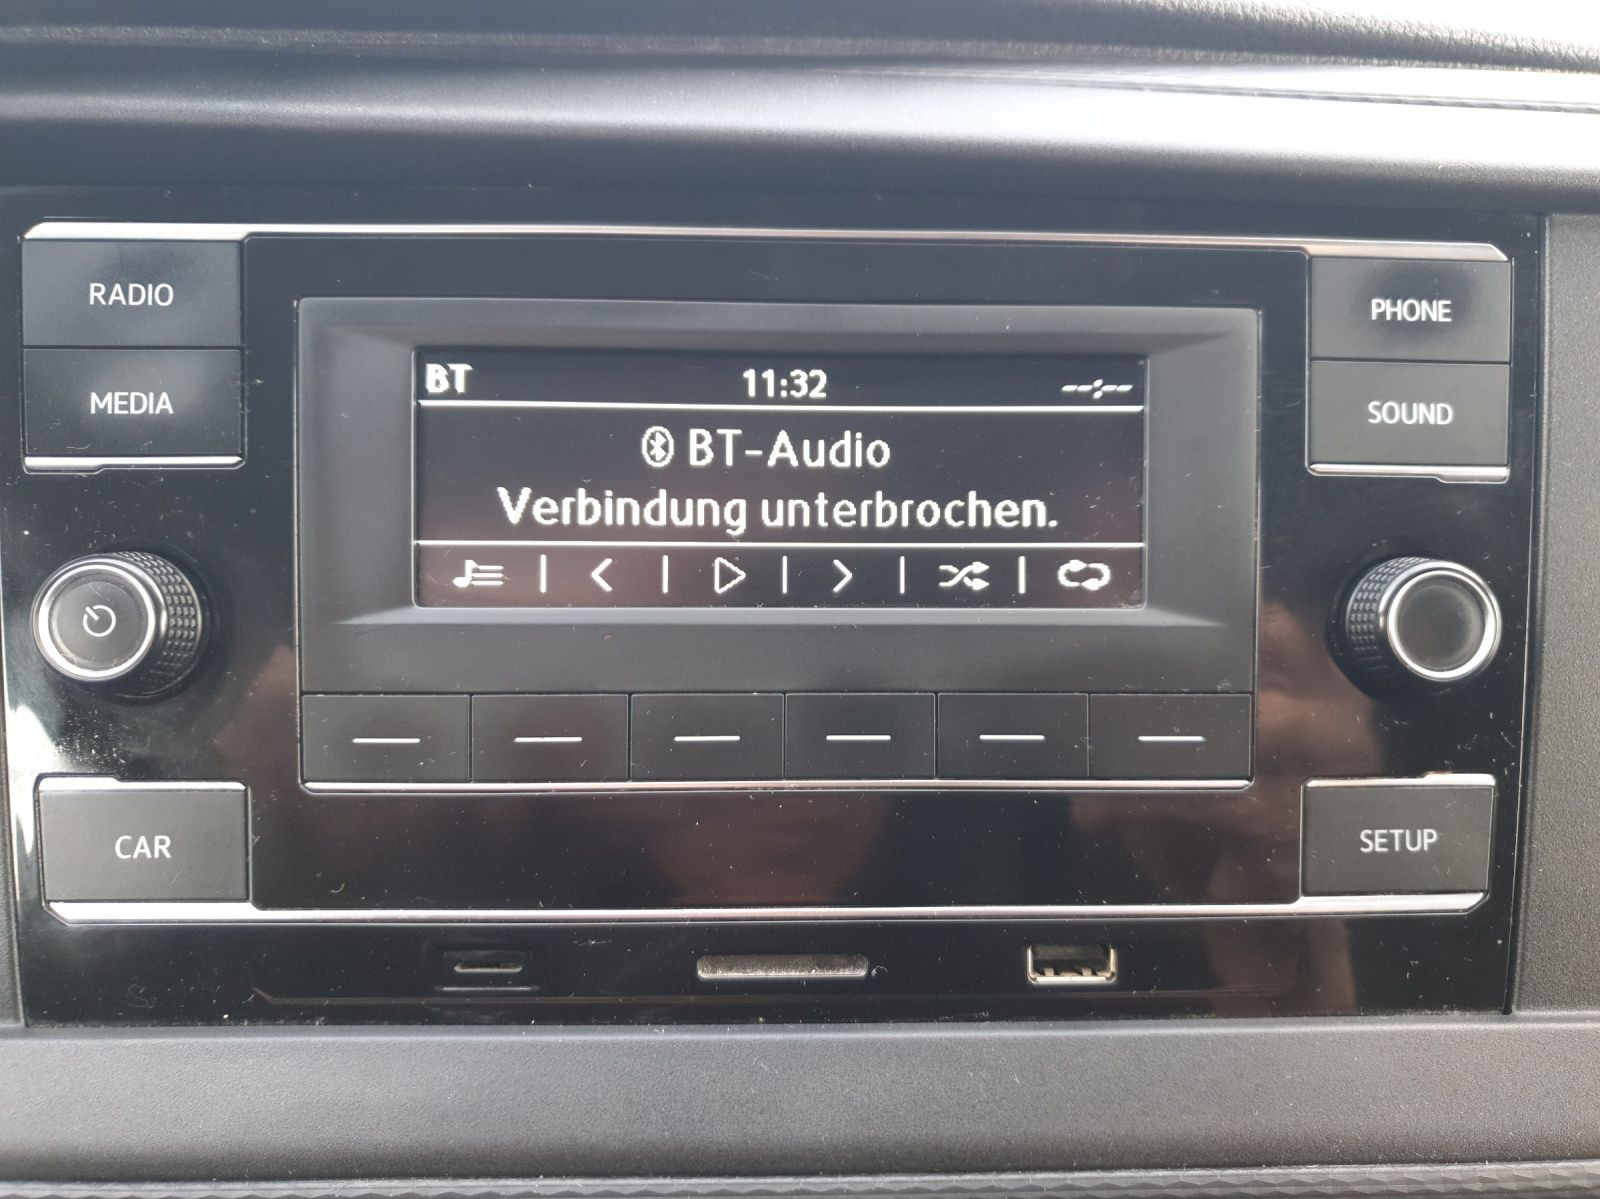 RADIO
PHONE
MEDIA
SOUND
BT 11:32 --:--
BT-Audio
Verbindung unterbrochen.
CAR
SETUP